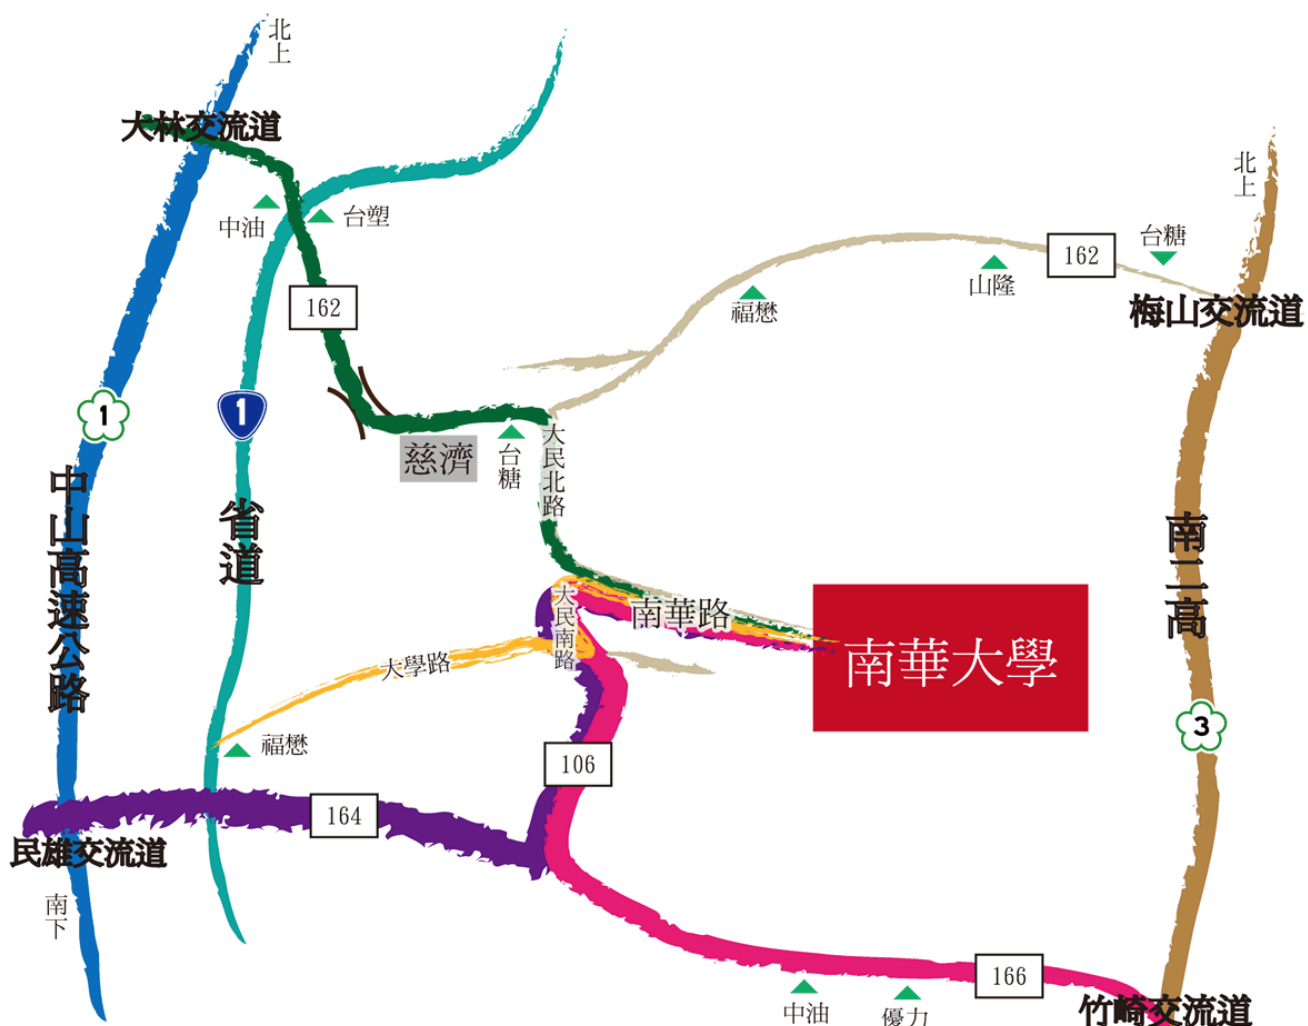 北上
大林交流道
中油
台塑
162
北上
台糖
162
山隆
福懋
梅山交流道
1
1
慈濟
台糖
大民北路
中山高速公路
省道
南二高
大民南路
南華路
南華大學
大學路
福懋
3
106
164
民雄交流道
南下
166
中油
優力
竹崎交流道